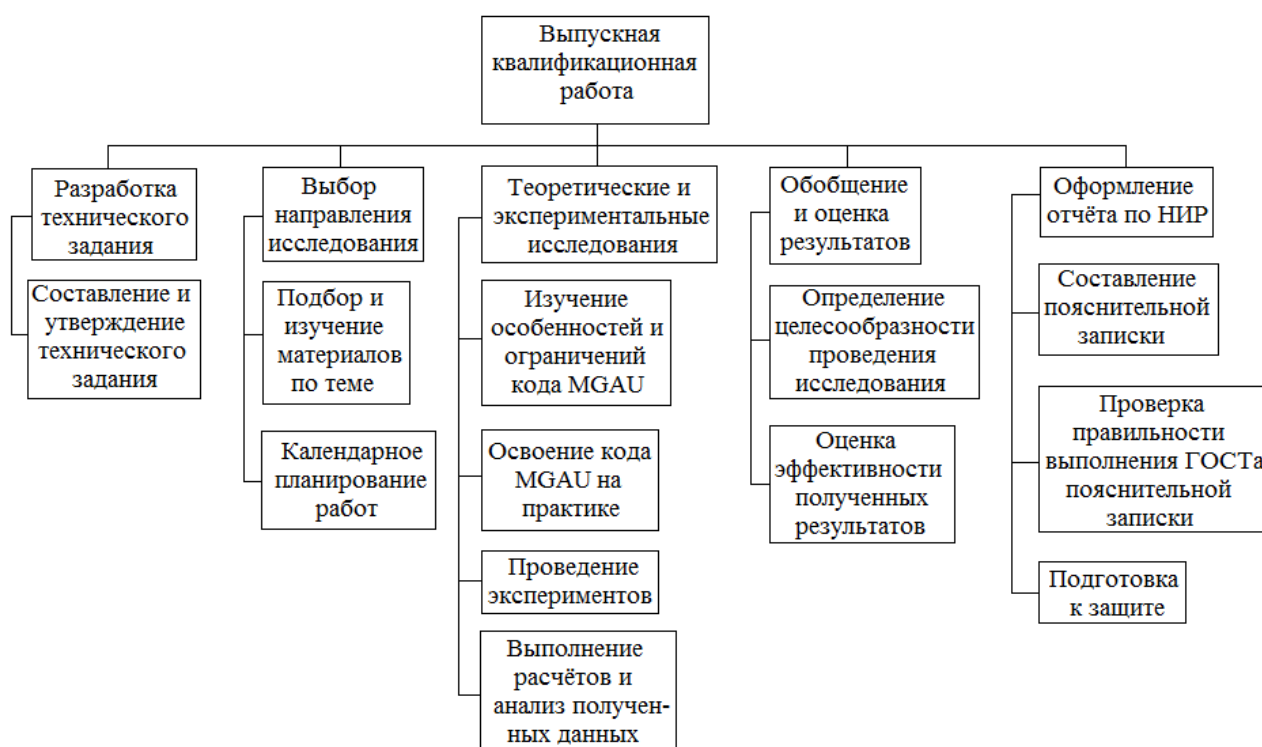 Выпускная
квалификационная
работа
Разработка
технического
задания
Составление и
утверждение
технического
задания
Выбор
направления
исследования
Подбор и
изучение
материалов
по теме
Календарное
планирование
работ
Теоретические и
экспериментальные
исследования
Изучение
особенностей и
ограничений
кода MGAU
Освоение кода
MGAU на
практике
Проведение
экспериментов
Выполнение
расчётов и
анализ получен-
ных данных
Обобщение
и оценка
результатов
Определение
целесообразности
проведения
исследования
Оценка
эффективности
полученных
результатов
Оформление
отчёта по НИР
Составление
пояснительной
записки
Проверка
правильности
выполнения ГОСТа
пояснительной
записки
Подготовка
к защите